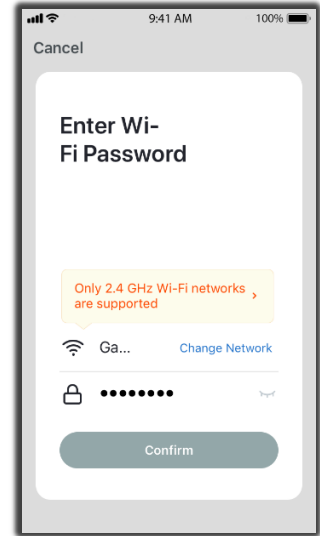 9:41 AM
100%
Cancel
Enter Wi-
Fi Password
Only 2.4 GHz Wi-Fi networks
are supported
Ga...
Change Network
••••••••
Confirm